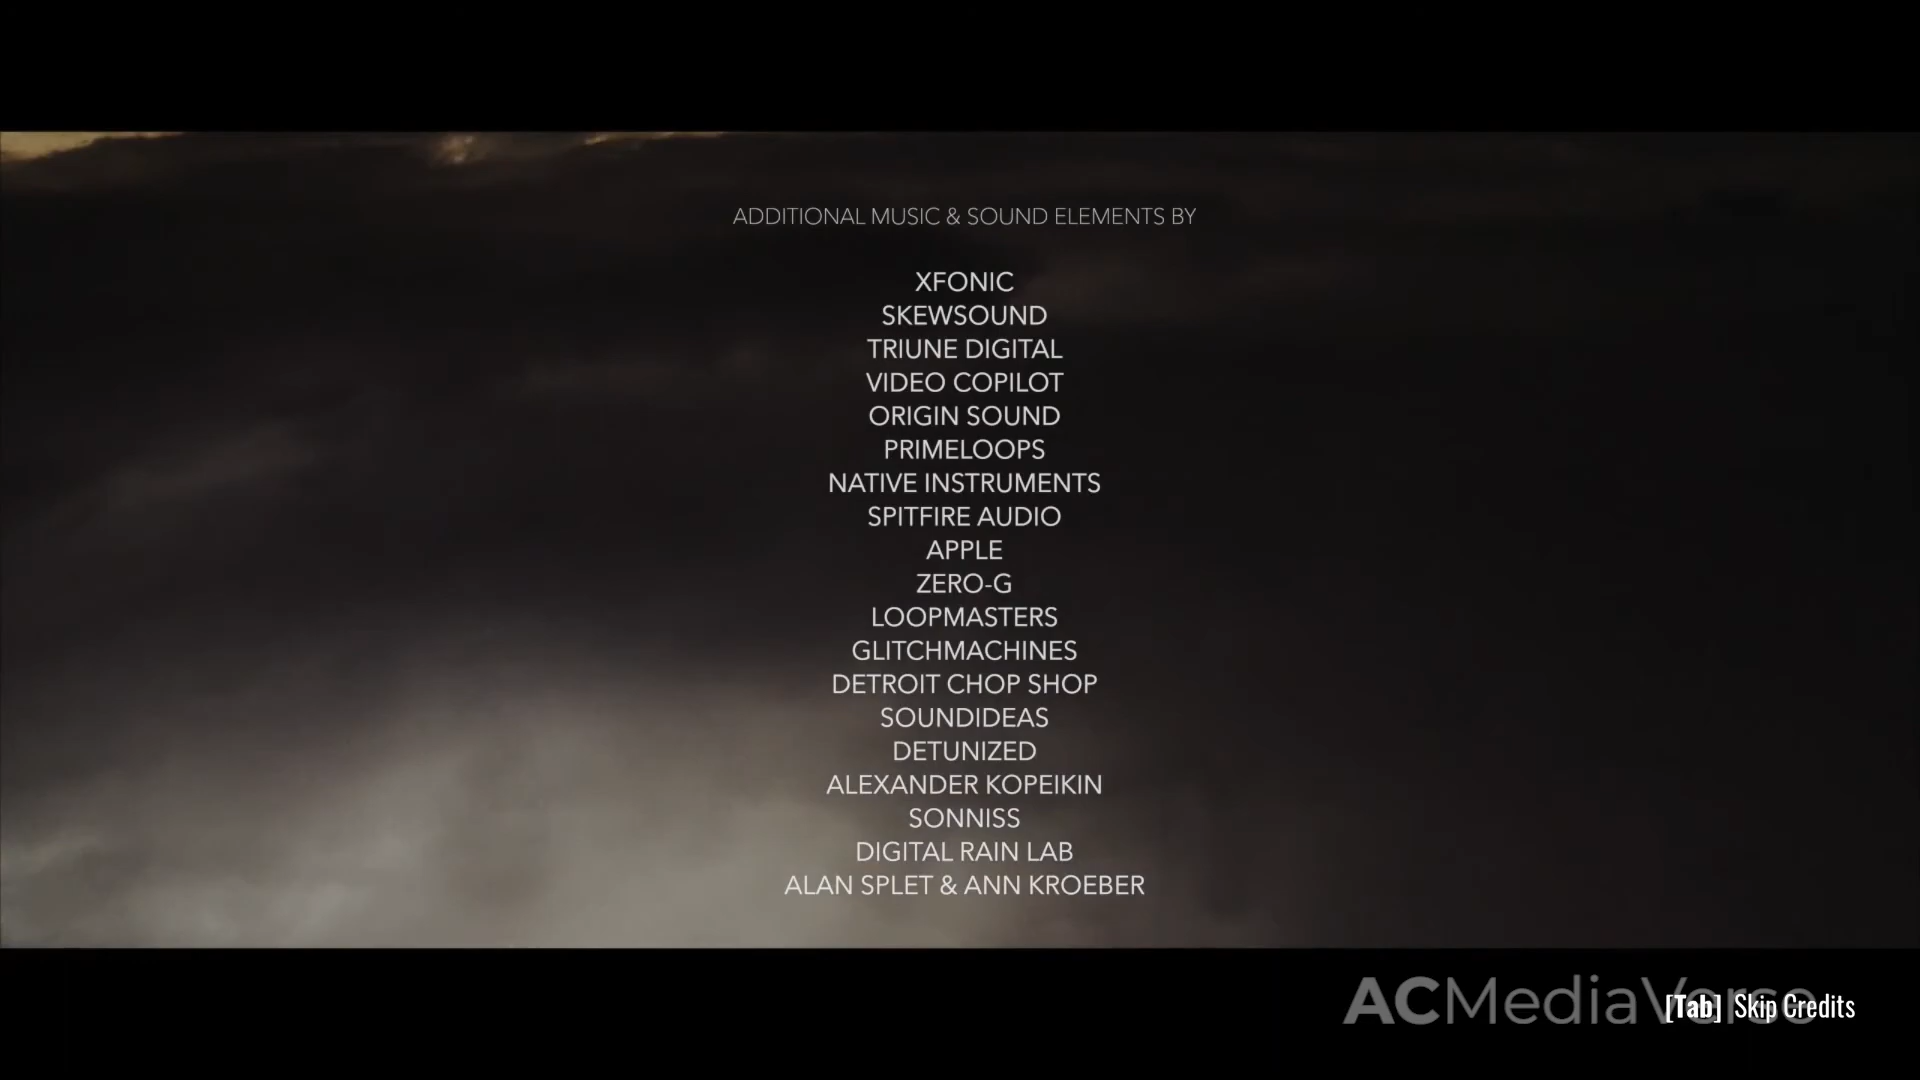 ADDITIONAL MUSIC & SOUND ELEMENTS BY
XFONIC
SKEWSOUND
TRIUNE DIGITAL
VIDEO COPILOT
ORIGIN SOUND
PRIMELOOPS
NATIVE INSTRUMENTS
SPITFIRE AUDIO
APPLE
ZERO-G
LOOPMASTERS
GLITCHMACHINES
DETROIT CHOP SHOP
SOUNDIDEAS
DETUNIZED
ALEXANDER KOPEIKIN
SONNISS
DIGITAL RAIN LAB
ALAN SPLET & ANN KROEBER
ACMediaVerse
[Tab] Skip Credits